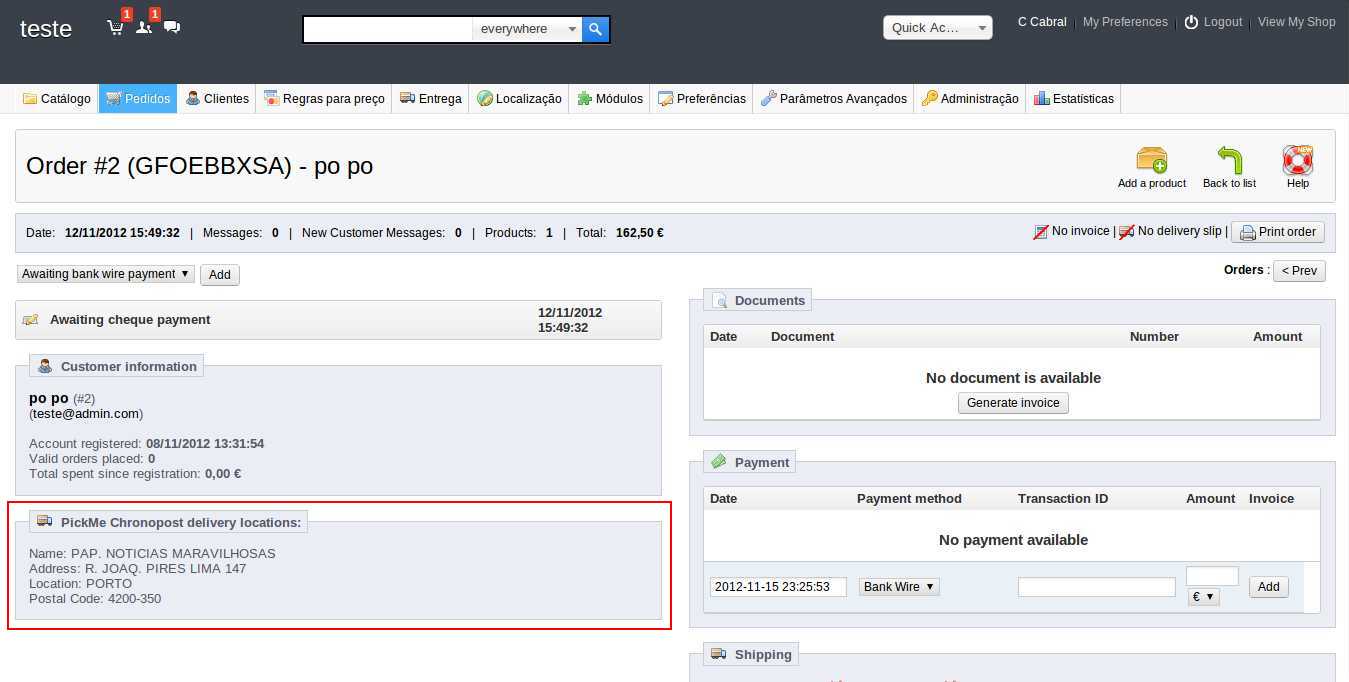 teste
1
1
everywhere
Quick Ac...
C Cabral
My Preferences
Logout
View My Shop
Catálogo
Pedidos
Clientes
Regras para preço
Entrega
Localização
Módulos
Preferências
Parâmetros Avançados
Administração
Estatísticas
Order #2 (GFOEBBXSA) - po po
Add a product
Back to list
NEW
Help
Date: 12/11/2012 15:49:32 | Messages: 0 | New Customer Messages: 0 | Products: 1 | Total: 162,50 €
No invoice | No delivery slip | Print order
Awaiting bank wire payment ▼ Add
Orders : < Prev
Awaiting cheque payment
12/11/2012
15:49:32
Customer information
po po (#2)
(teste@admin.com)
Account registered: 08/11/2012 13:31:54
Valid orders placed: 0
Total spent since registration: 0,00 €
PickMe Chronopost delivery locations:
Name: PAP. NOTICIAS MARAVILHOSAS
Address: R. JOAQ. PIRES LIMA 147
Location: PORTO
Postal Code: 4200-350
Documents
Date Document Number Amount
No document is available
Generate invoice
Payment
Date Payment method Transaction ID Amount Invoice
No payment available
2012-11-15 23:25:53 Bank Wire ▼ € ▼ Add
Shipping